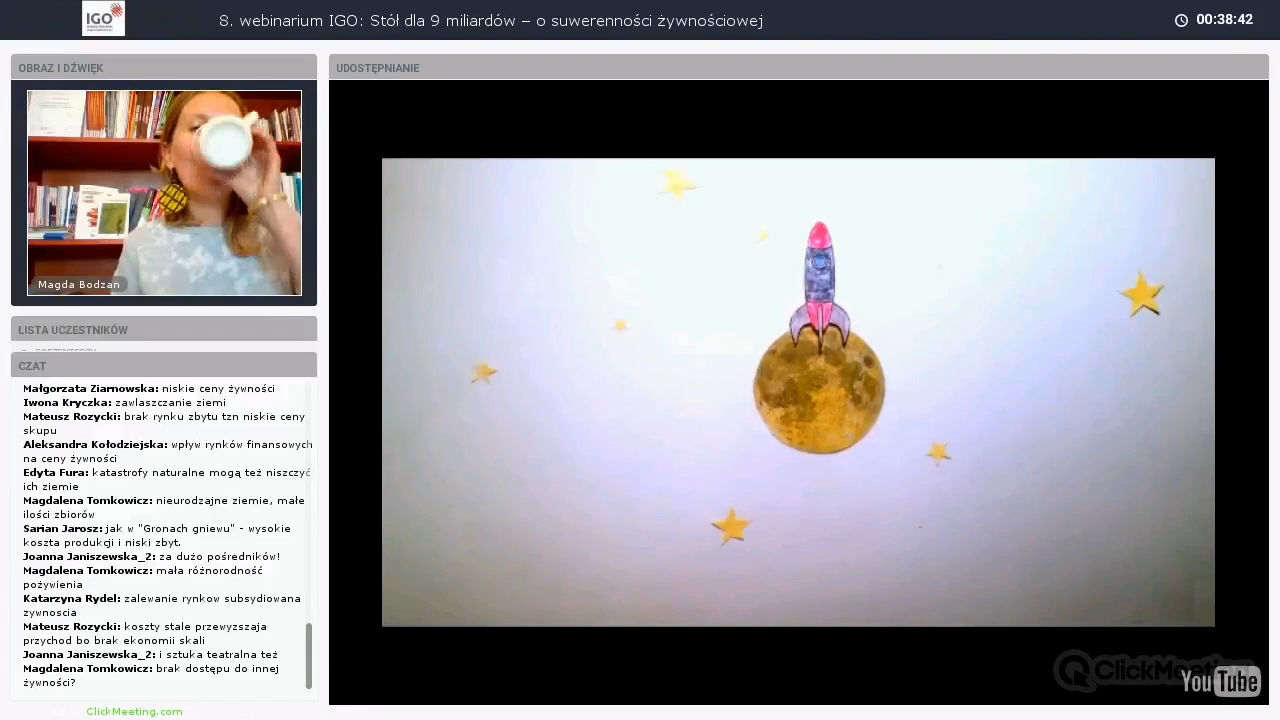 IGO
8. webinarium IGO: Stół dla 9 miliardów – o suwerenności żywnościowej
00:38:42
OBRAZ I DŹWIĘK
Magda Bodzan
LISTA UCZESTNIKÓW
CZAT
Małgorzata Ziarnowska: niskie ceny żywności
Iwona Kryczka: zawlaszczanie ziemi
Mateusz Rozycki: brak rynku zbytu tzn niskie ceny
skupu
Aleksandra Kołodziejska: wpływ rynków finansowych
na ceny żywności
Edyta Fura: katastrofy naturalne mogą też niszczyć
ich ziemie
Magdalena Tomkowicz: nieurodzajne ziemie, małe
ilości zbiorów
Sarian Jarosz: jak w "Gronach gniewu" - wysokie
koszta produkcji i niski zbyt.
Joanna Janiszewska_2: za dużo pośredników!
Magdalena Tomkowicz: mała różnorodność
pożywienia
Katarzyna Rydel: zalewanie rynkow subsydiowana
zywnoscia
Mateusz Rozycki: koszty stale przewyzszaja
przychod bo brak ekonomii skali
Joanna Janiszewska_2: i sztuka teatralna też
Magdalena Tomkowicz: brak dostępu do innej
żywności?
ClickMeeting.com
UDOSTĘPNIANIE
ClickMeeting
YouTube